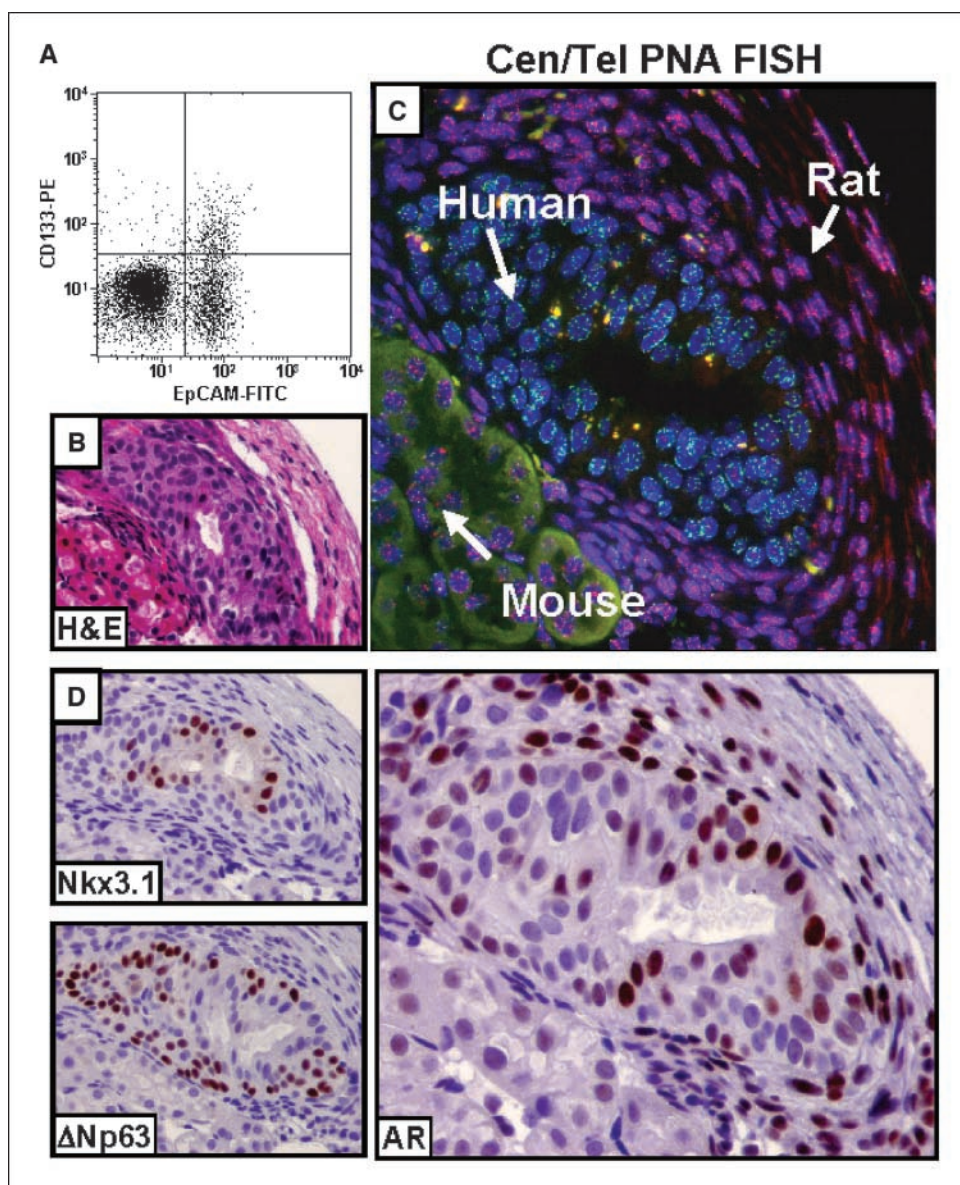 A
Cen/Tel PNA FISH
10⁴
10³
10²
10¹
CD133-PE
10¹ 10² 10³ 10⁴
EpCAM-FITC
C
Human
Rat
Mouse
B
H&E
D
Nkx3.1
ΔNp63
AR